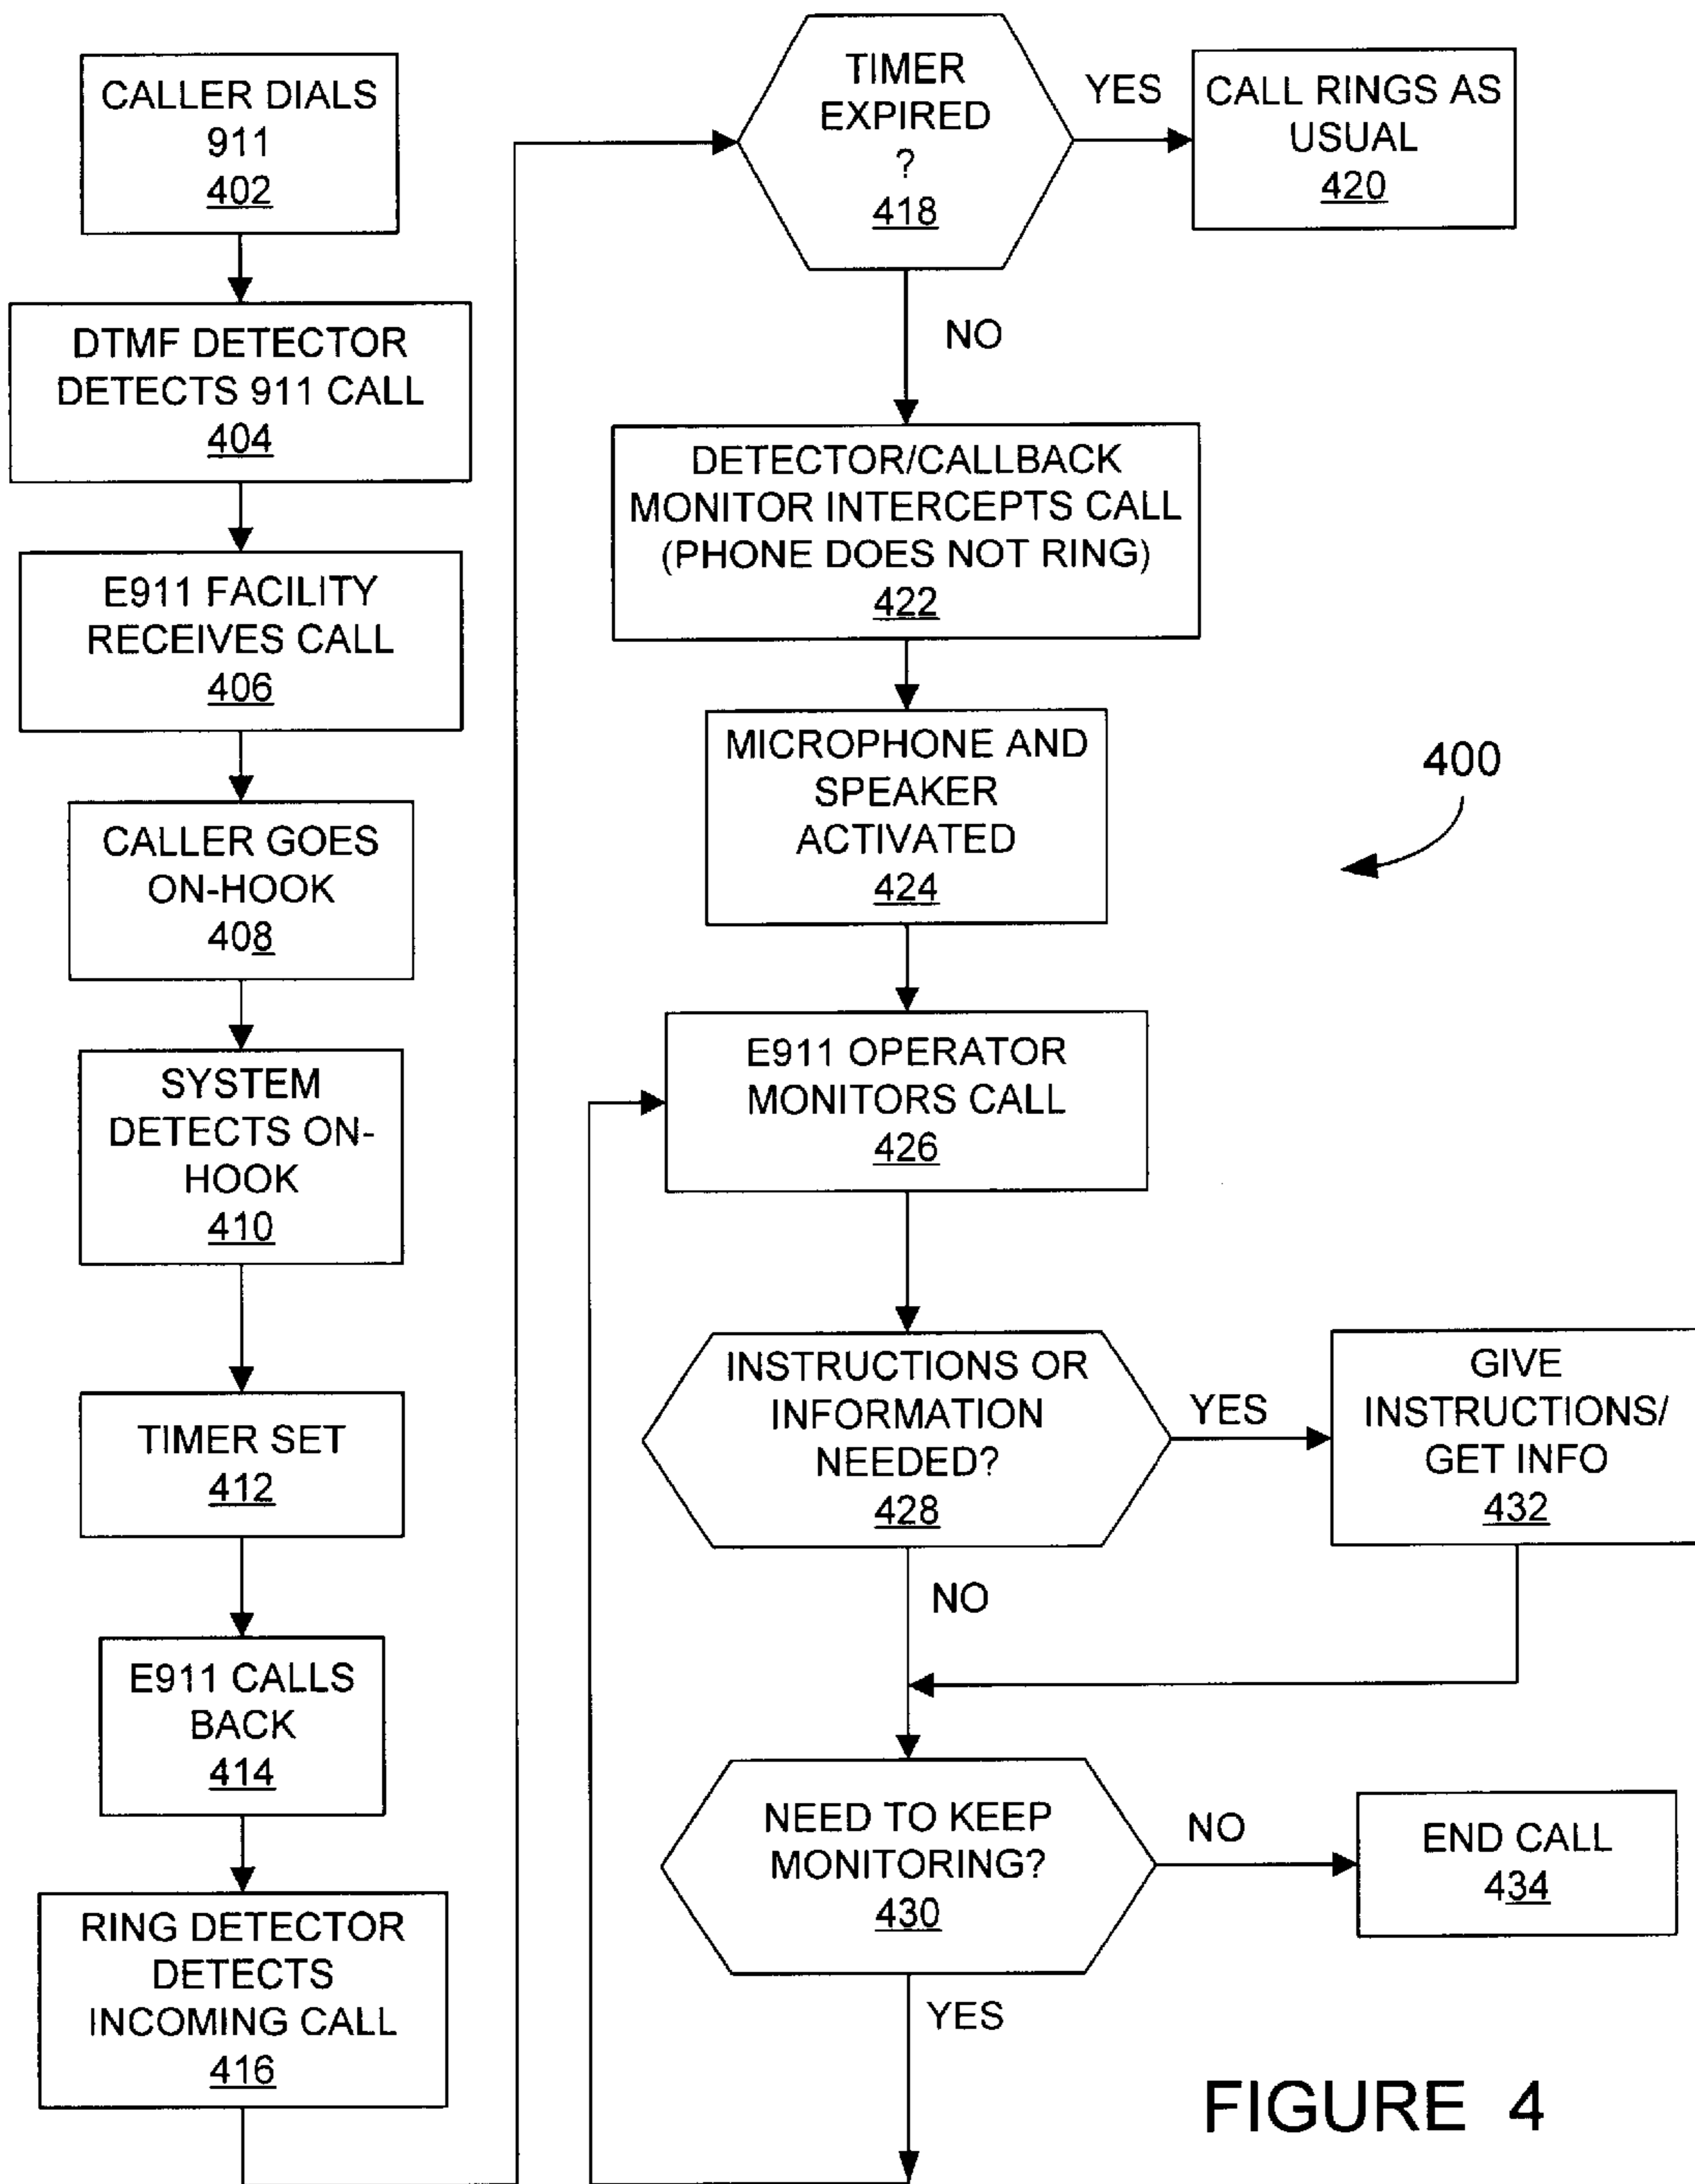 CALLER DIALS
911
402
DTMF DETECTOR
DETECTS 911 CALL
404
E911 FACILITY
RECEIVES CALL
406
CALLER GOES
ON-HOOK
408
SYSTEM
DETECTS ON-
HOOK
410
TIMER SET
412
E911 CALLS
BACK
414
RING DETECTOR
DETECTS
INCOMING CALL
416
TIMER
EXPIRED
?
418
YES
CALL RINGS AS
USUAL
420
NO
DETECTOR/CALLBACK
MONITOR INTERCEPTS CALL
(PHONE DOES NOT RING)
422
MICROPHONE AND
SPEAKER
ACTIVATED
424
400
E911 OPERATOR
MONITORS CALL
426
INSTRUCTIONS OR
INFORMATION
NEEDED?
428
YES
GIVE
INSTRUCTIONS/
GET INFO
432
NO
NEED TO KEEP
MONITORING?
430
NO
END CALL
434
YES
FIGURE 4